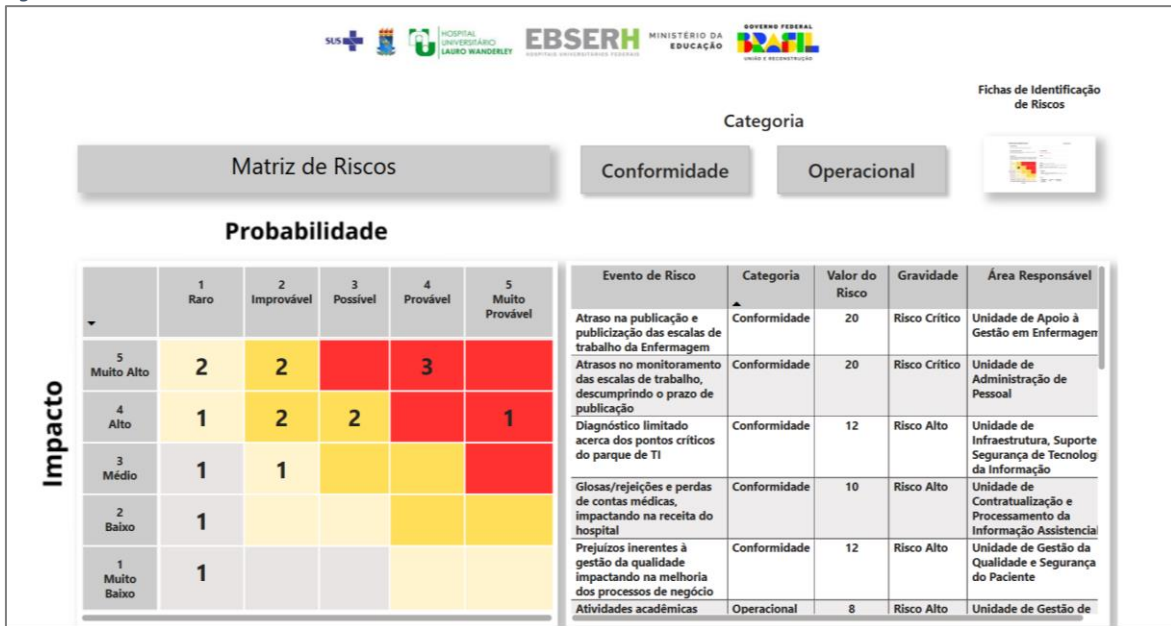 SUS
HOSPITAL
UNIVERSITÁRIO
LAURO WANDERLEY
EBSERH
HOSPITAIS UNIVERSITÁRIOS FEDERAIS
MINISTÉRIO DA
EDUCAÇÃO
GOVERNO FEDERAL
BRASIL
UNIÃO E RECONSTRUÇÃO
Fichas de Identificação
de Riscos
Categoria
Matriz de Riscos
Conformidade
Operacional
Probabilidade
Impacto
1
Raro
2
Improvável
3
Possível
4
Provável
5
Muito
Provável
5
Muito Alto
2
2
3
4
Alto
1
2
2
1
3
Médio
1
1
2
Baixo
1
1
Muito
Baixo
1
Evento de Risco
Categoria
Valor do
Risco
Gravidade
Área Responsável
Atraso na publicação e
publicização das escalas de
trabalho da Enfermagem
Conformidade
20
Risco Crítico
Unidade de Apoio à
Gestão em Enfermagem
Atrasos no monitoramento
das escalas de trabalho,
descumprindo o prazo de
publicação
Conformidade
20
Risco Crítico
Unidade de
Administração de
Pessoal
Diagnóstico limitado
acerca dos pontos críticos
do parque de TI
Conformidade
12
Risco Alto
Unidade de
Infraestrutura, Suporte
Segurança de Tecnolog
da Informação
Glosas/rejeições e perdas
de contas médicas,
impactando na receita do
hospital
Conformidade
10
Risco Alto
Unidade de
Contratualização e
Processamento da
Informação Assistencial
Prejuízos inerentes à
gestão da qualidade
impactando na melhoria
dos processos de negócio
Conformidade
12
Risco Alto
Unidade de Gestão da
Qualidade e Segurança
do Paciente
Atividades acadêmicas
Operacional
8
Risco Alto
Unidade de Gestão de